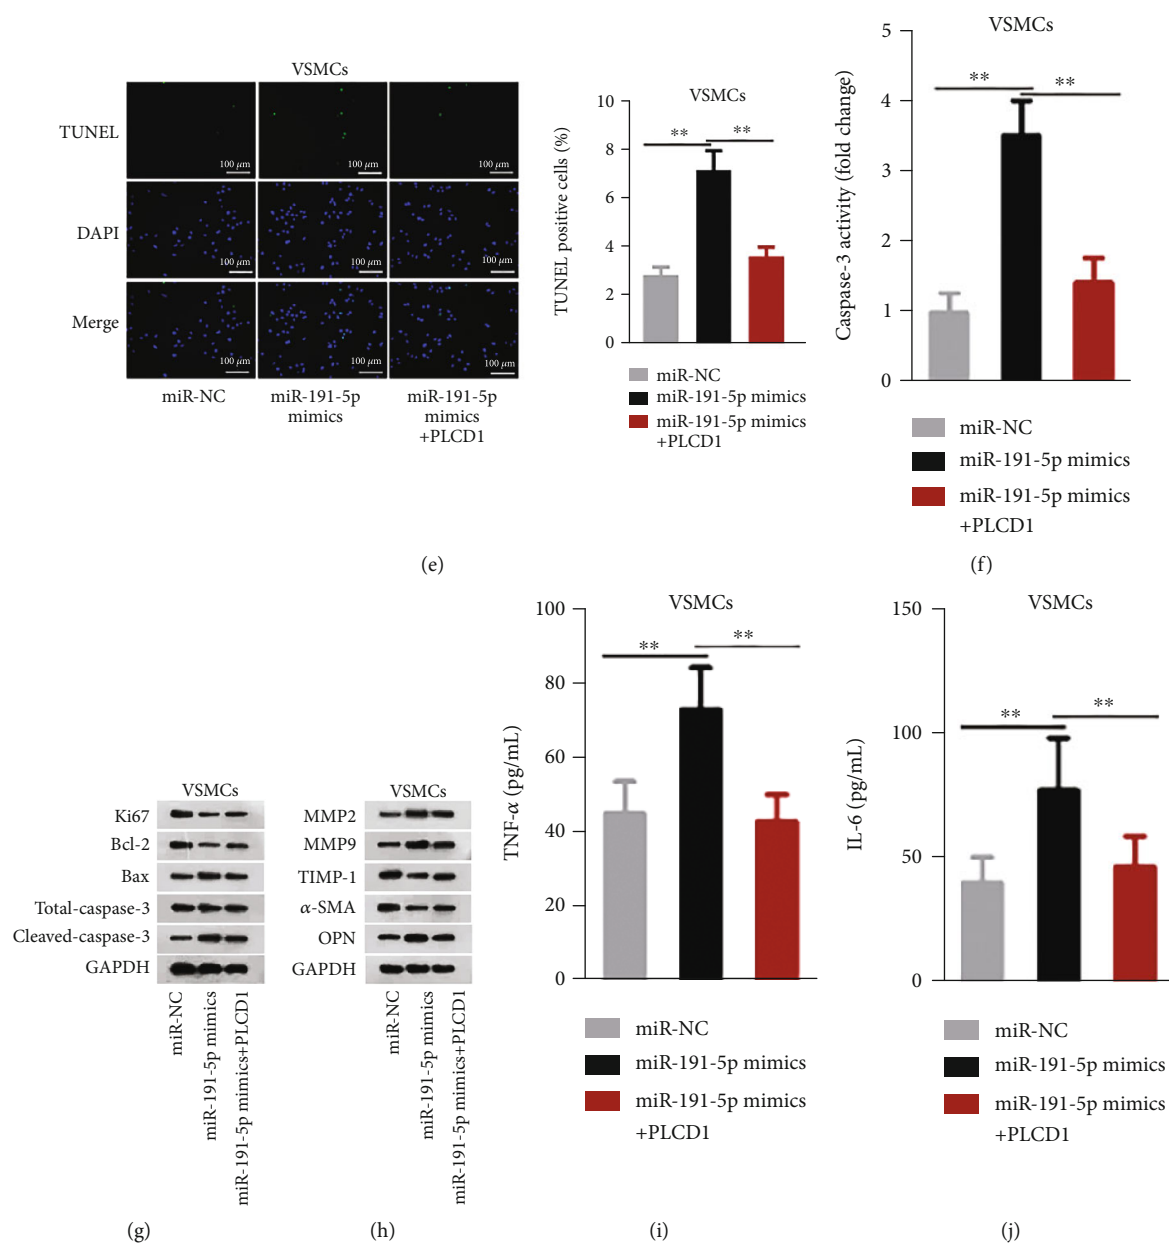 VSMCs
TUNEL
100 µm
100 µm
100 µm
DAPI
100 µm
100 µm
100 µm
Merge
100 µm
100 µm
100 µm
miR-NC
miR-191-5p
mimics
miR-191-5p
mimics
+PLCD1
VSMCs
TUNEL positive cells (%)
10
8
6
4
2
0
**
**
miR-NC
miR-191-5p mimics
miR-191-5p mimics
+PLCD1
(e)
VSMCs
Caspase-3 activity (fold change)
5
4
3
2
1
0
**
**
miR-NC
miR-191-5p mimics
miR-191-5p mimics
+PLCD1
(f)
VSMCs
Ki67
Bcl-2
Bax
Total-caspase-3
Cleaved-caspase-3
GAPDH
miR-NC
miR-191-5p mimics
miR-191-5p mimics+PLCD1
(g)
VSMCs
MMP2
MMP9
TIMP-1
α-SMA
OPN
GAPDH
miR-NC
miR-191-5p mimics
miR-191-5p mimics+PLCD1
(h)
VSMCs
TNF-α (pg/mL)
100
80
60
40
20
0
**
**
miR-NC
miR-191-5p mimics
miR-191-5p mimics
+PLCD1
(i)
VSMCs
IL-6 (pg/mL)
150
100
50
0
**
**
miR-NC
miR-191-5p mimics
miR-191-5p mimics
+PLCD1
(j)